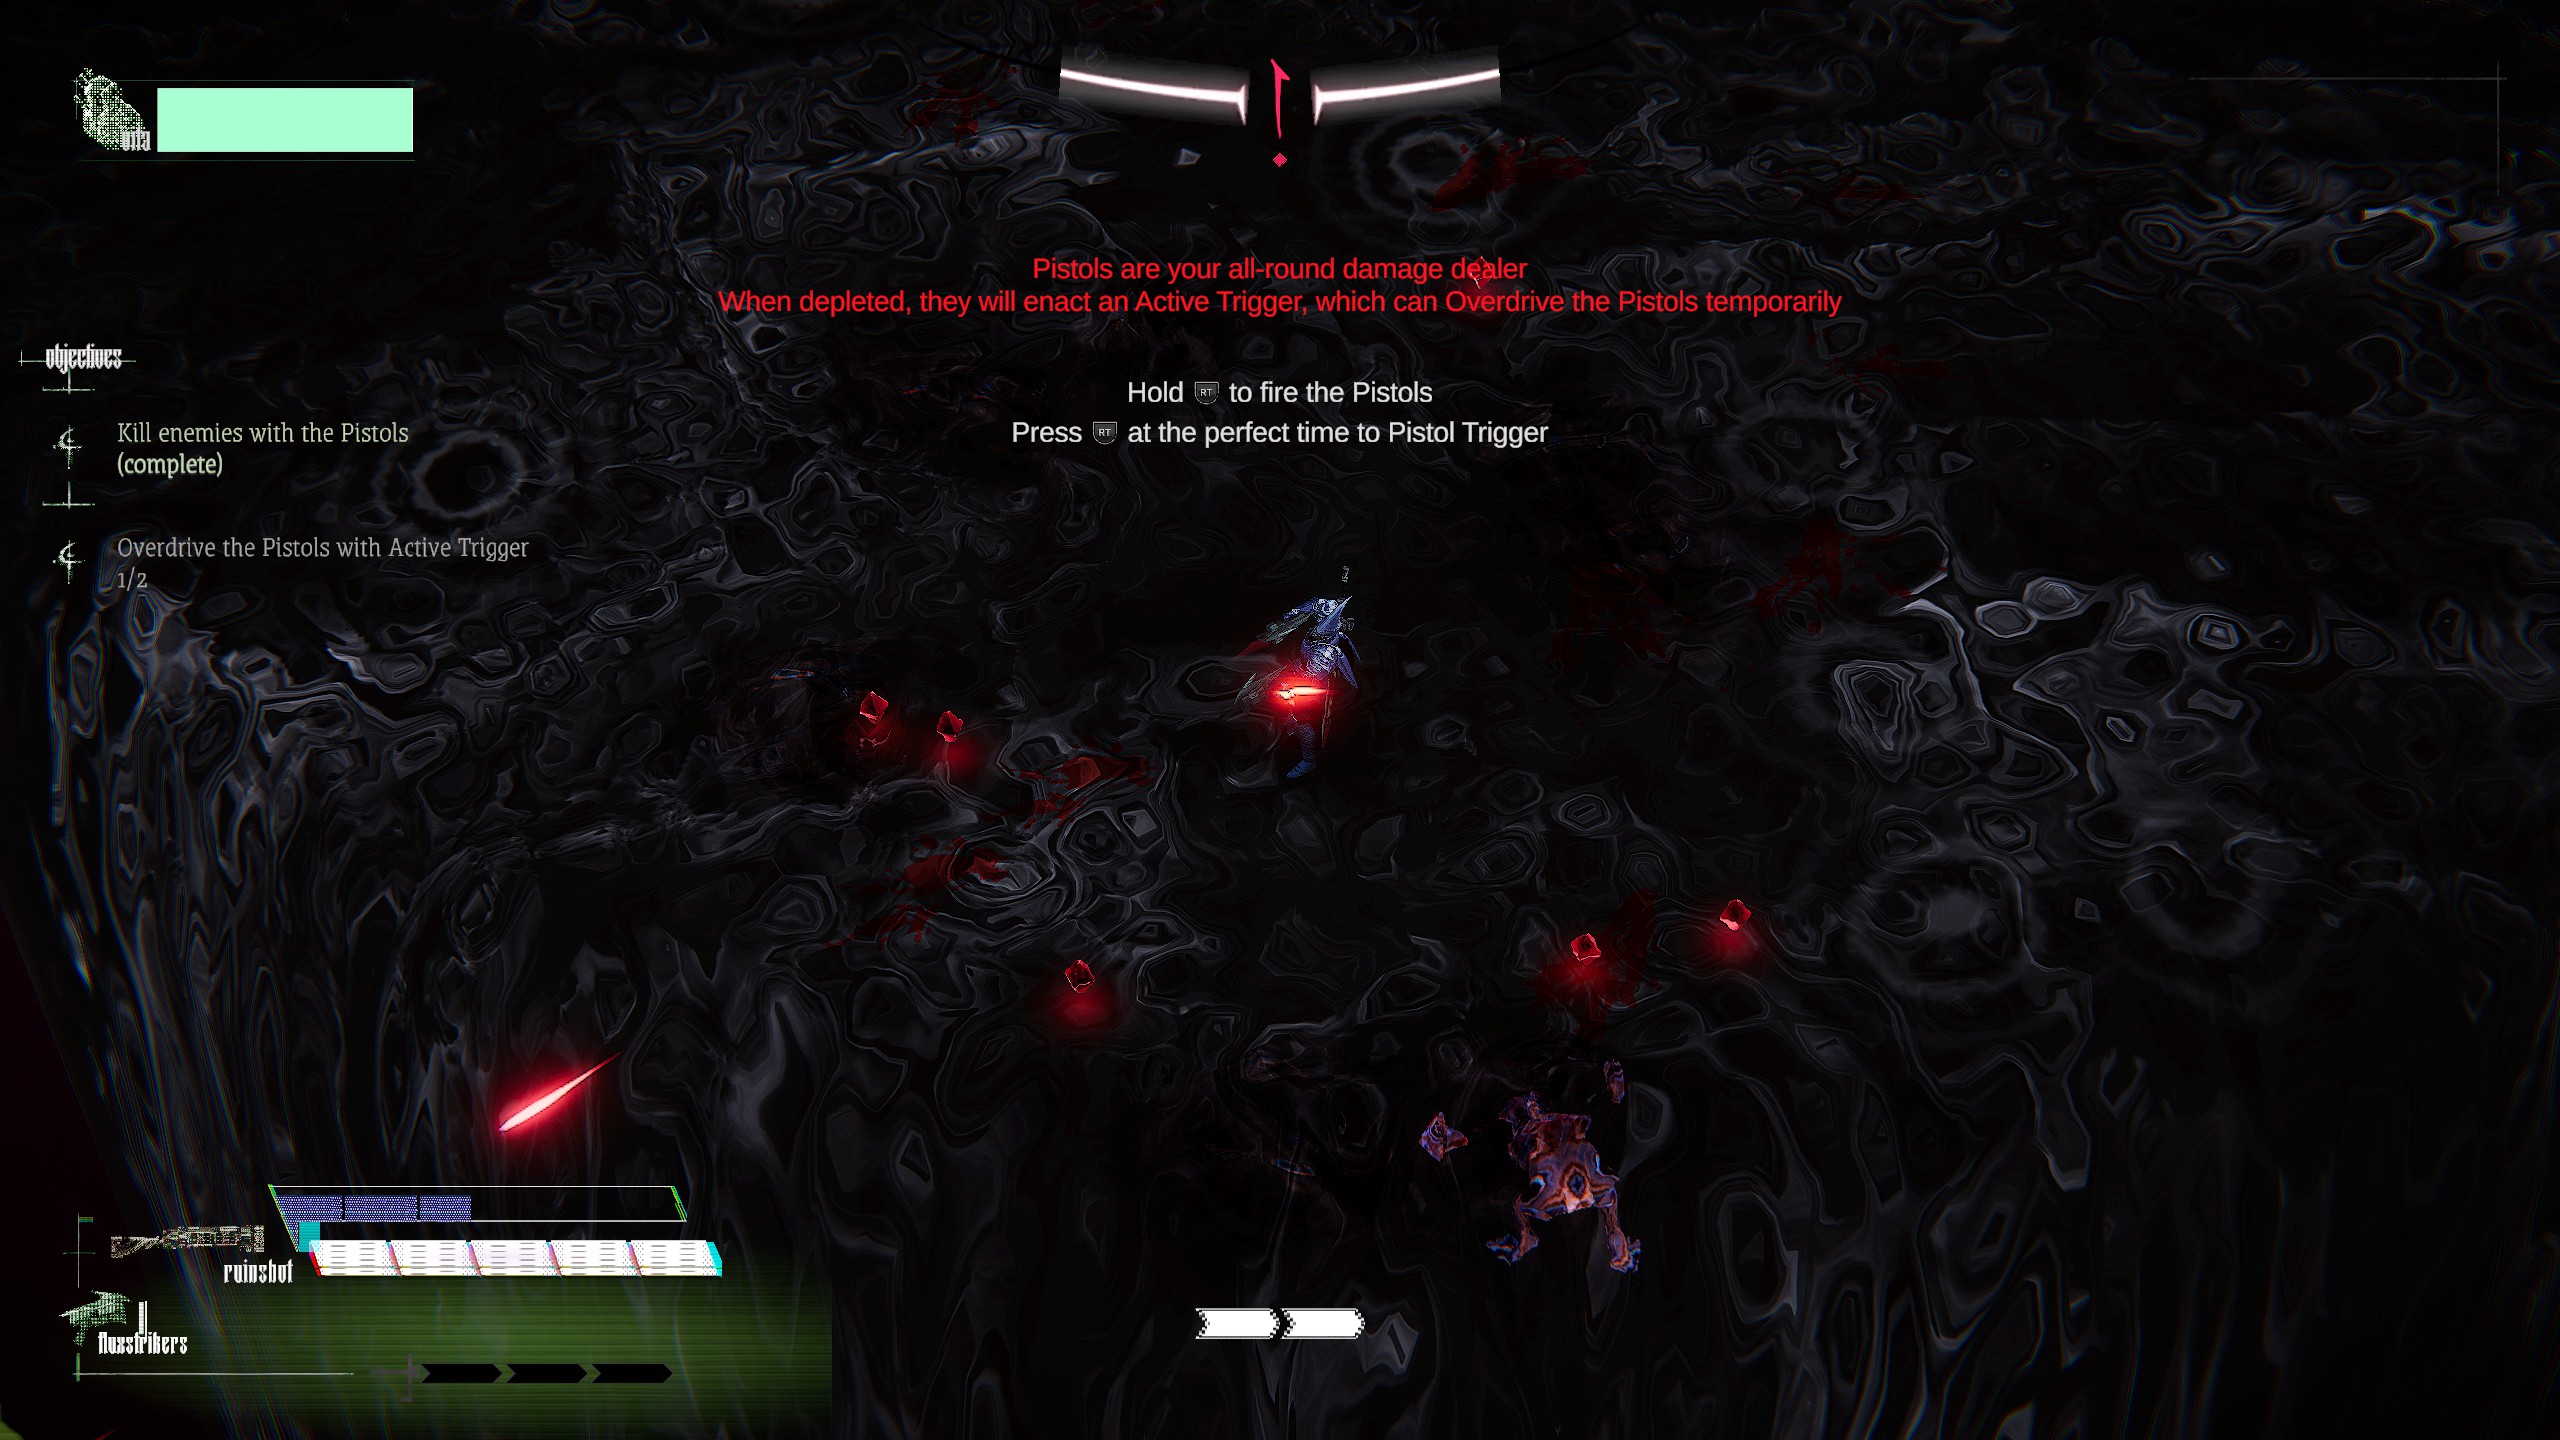 vita
Pistols are your all-round damage dealer
When depleted, they will enact an Active Trigger, which can Overdrive the Pistols temporarily
objectives
Hold RT to fire the Pistols
Press RT at the perfect time to Pistol Trigger
Kill enemies with the Pistols
(complete)
Overdrive the Pistols with Active Trigger
1/2
ruinshot
fluxstrikers